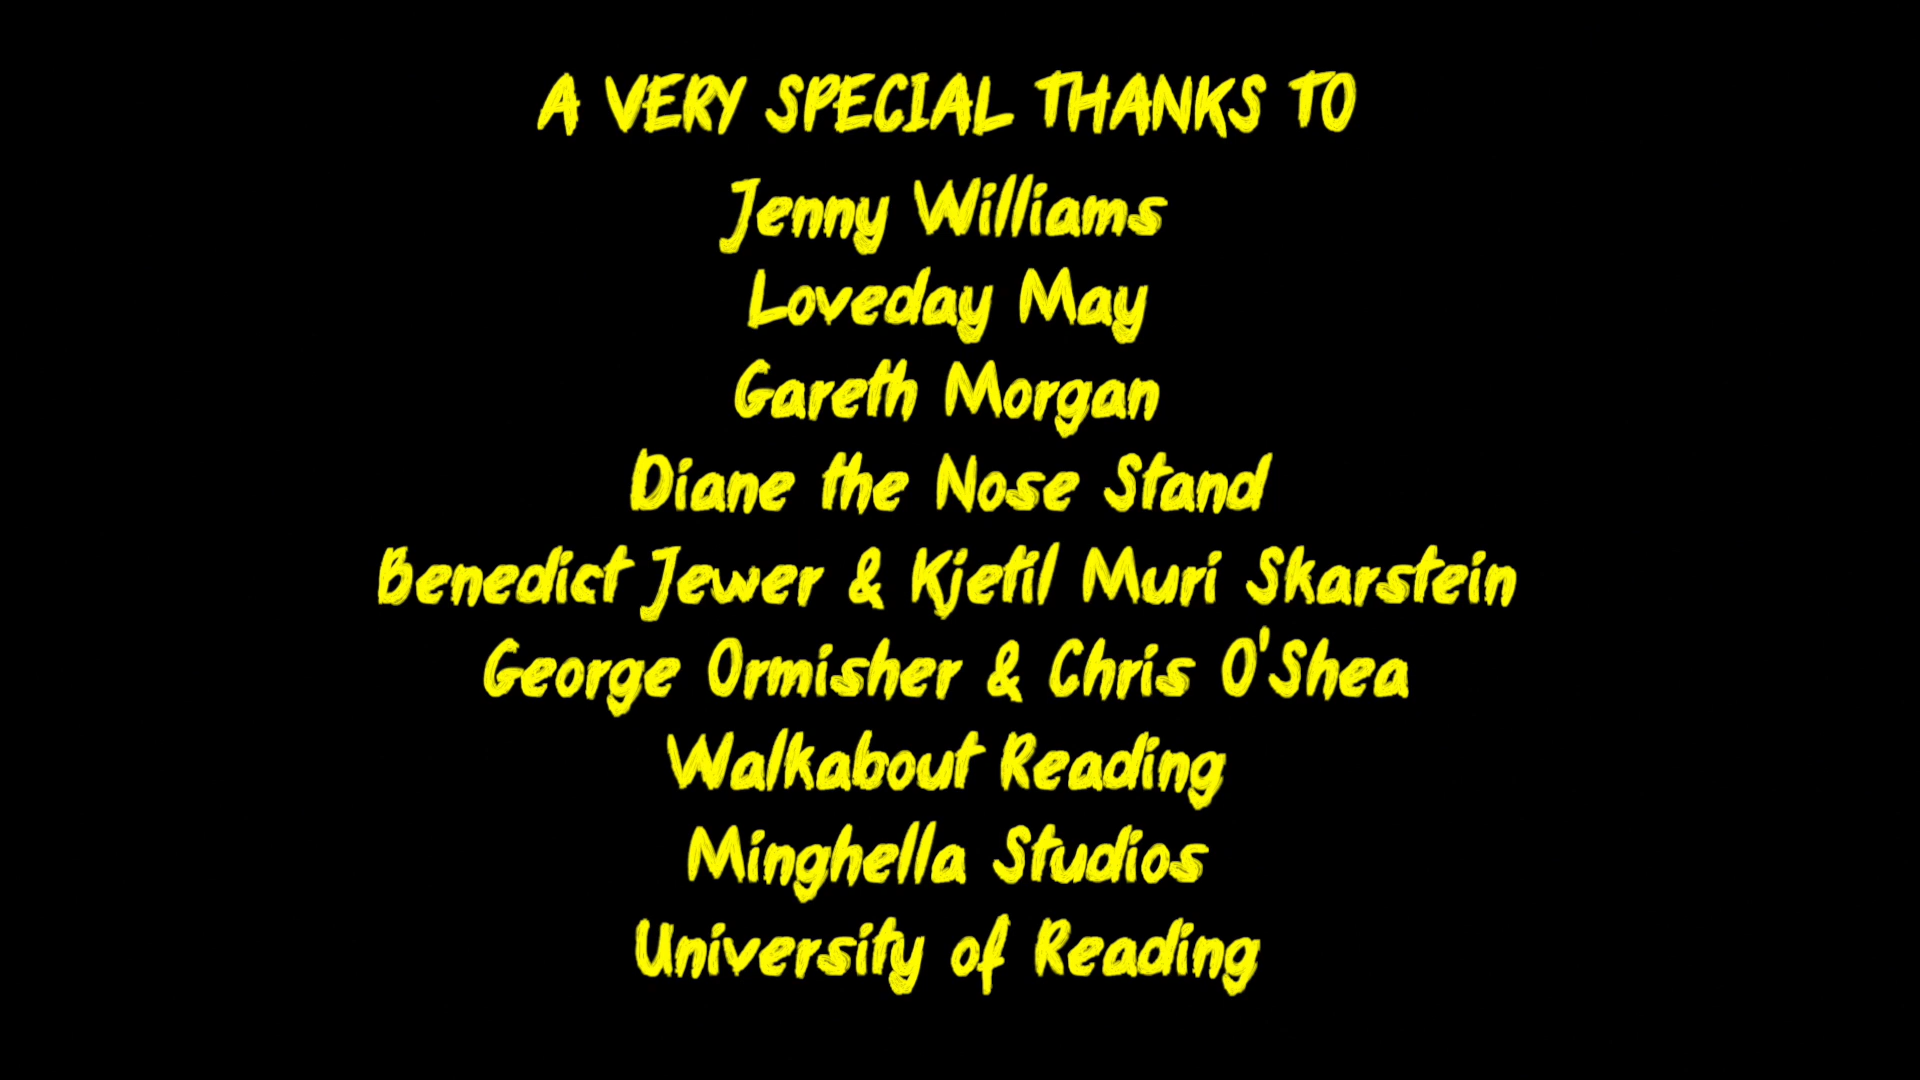 A VERY SPECIAL THANKS TO
Jenny Williams
Loveday May
Gareth Morgan
Diane the Nose Stand
Benedict Jewer & Kjetil Muri Skarstein
George Ormisher & Chris O'Shea
Walkabout Reading
Minghella Studios
University of Reading